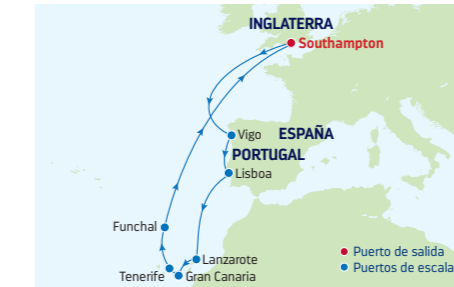 INGLATERRA
Southampton
Vigo
ESPAÑA
PORTUGAL
Lisboa
Funchal
Lanzarote
Tenerife
Gran Canaria
Puerto de salida
Puertos de escala